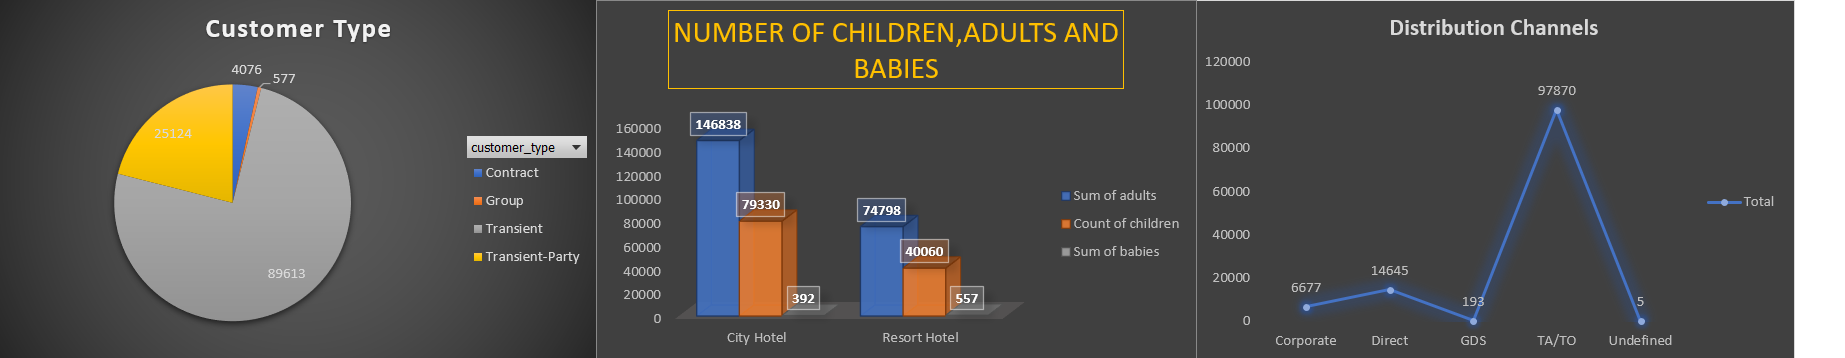 Customer Type
4076
577
25124
89613
customer_type
Contract
Group
Transient
Transient-Party
NUMBER OF CHILDREN,ADULTS AND
BABIES
160000
140000
120000
100000
80000
60000
40000
20000
0
146838
79330
392
74798
40060
557
City Hotel
Resort Hotel
Sum of adults
Count of children
Sum of babies
Distribution Channels
120000
100000
80000
60000
40000
20000
0
6677
14645
193
97870
5
Corporate
Direct
GDS
TA/TO
Undefined
Total